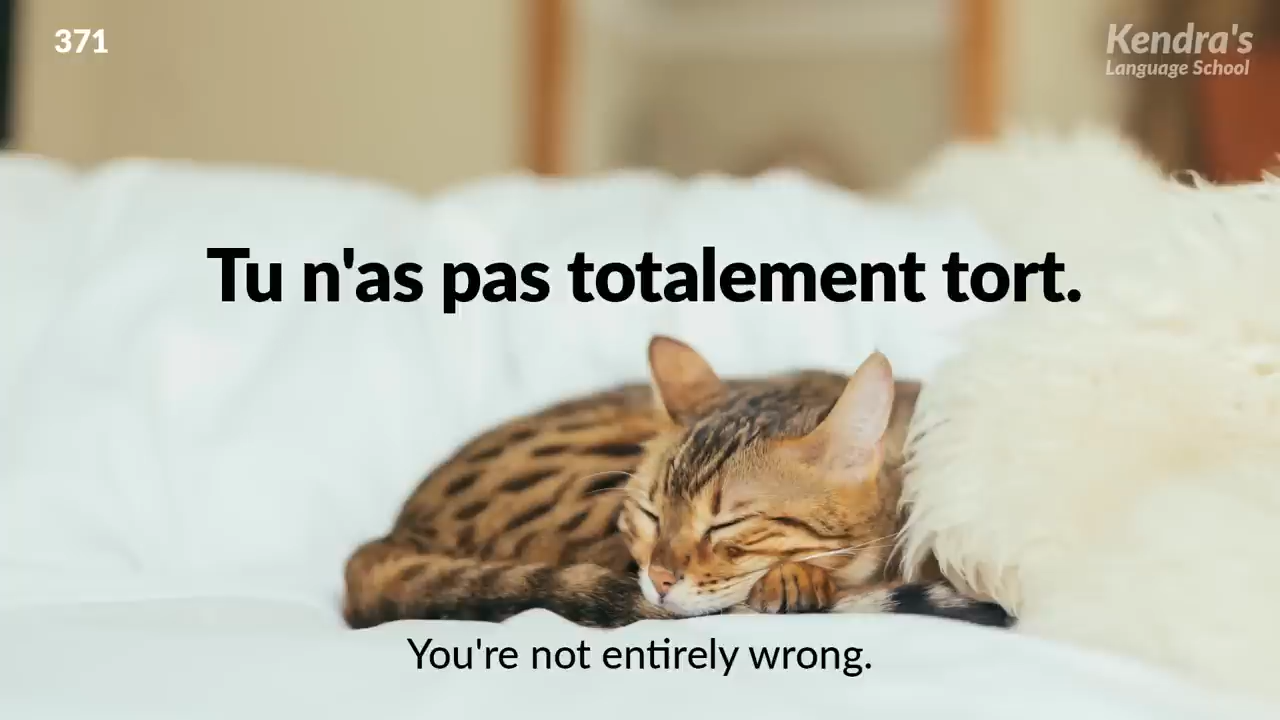 371
Kendra's
Language School
Tu n'as pas totalement tort.
You're not entirely wrong.